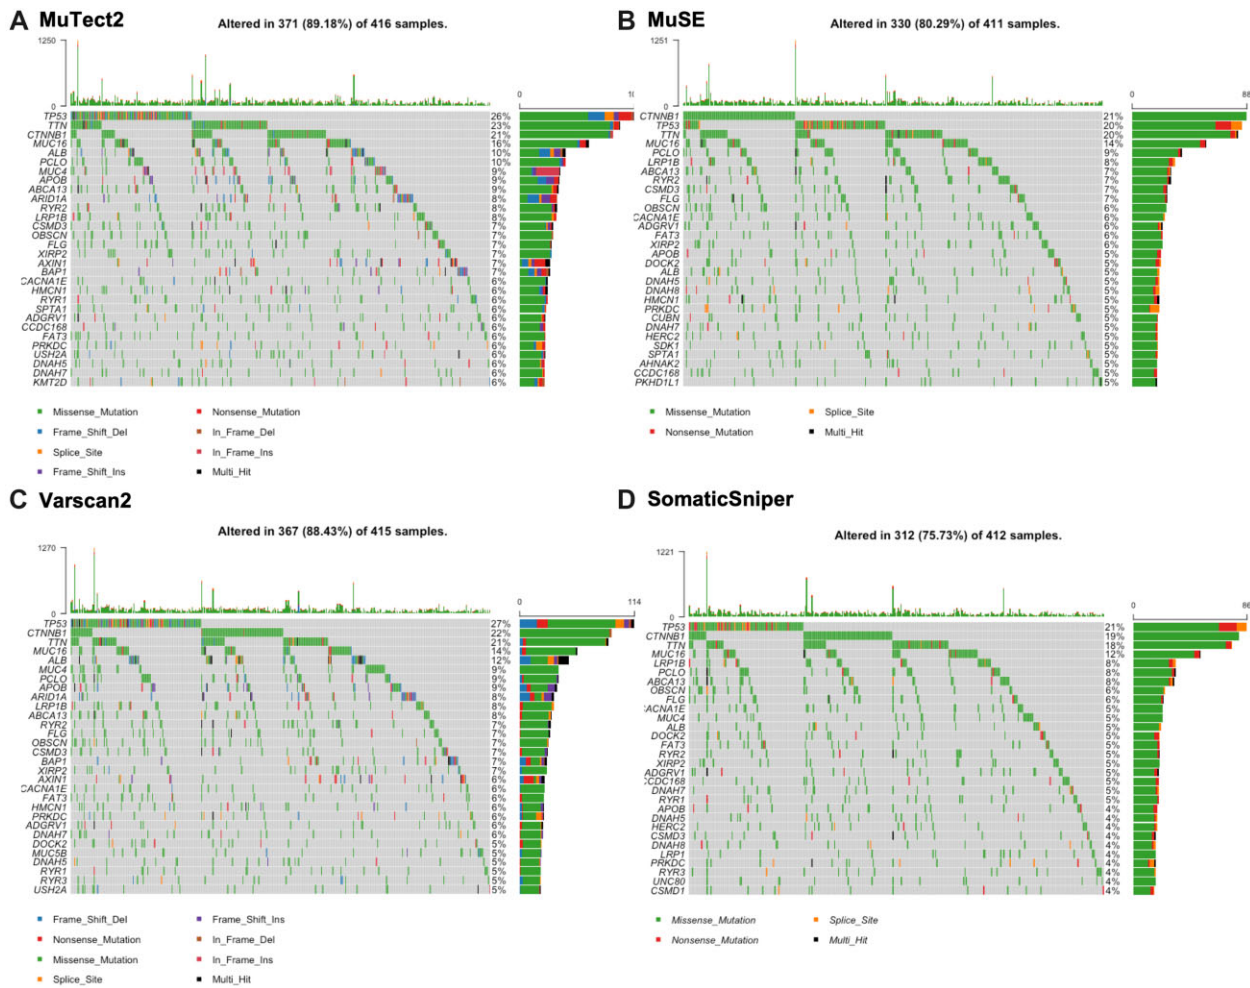 A MuTect2
Altered in 371 (89.18%) of 416 samples.
1250
0
0
10
TP53 26%
TTN 23%
CTNNB1 21%
MUC16 16%
ALB 10%
PCLO 10%
MUC4 9%
APOB 9%
ABCA13 9%
ARID1A 8%
RYR2 8%
LRP1B 8%
CSMD3 7%
OBSCN 7%
FLG 7%
XIRP2 7%
AXIN1 7%
BAP1 7%
CACNA1E 6%
HMCN1 6%
RYR1 6%
SPTA1 6%
ADGRV1 6%
CCDC168 6%
FAT3 6%
PRKDC 6%
USH2A 6%
DNAH5 6%
DNAH7 6%
KMT2D 6%
Missense_Mutation
Nonsense_Mutation
Frame_Shift_Del
In_Frame_Del
Splice_Site
In_Frame_Ins
Frame_Shift_Ins
Multi_Hit
B MuSE
Altered in 330 (80.29%) of 411 samples.
1251
0
0
86
CTNNB1 21%
TP53 20%
TTN 20%
MUC16 14%
PCLO 9%
LRP1B 8%
ABCA13 7%
RYR2 7%
CSMD3 7%
FLG 7%
OBSCN 6%
CACNA1E 6%
ADGRV1 6%
FAT3 6%
XIRP2 6%
APOB 5%
DOCK2 5%
ALB 5%
DNAH5 5%
DNAH8 5%
HMCN1 5%
PRKDC 5%
CUBN 5%
DNAH7 5%
HERC2 5%
SDK1 5%
SPTA1 5%
AHNAK2 5%
CCDC168 5%
PKHD1L1 5%
Missense_Mutation
Splice_Site
Nonsense_Mutation
Multi_Hit
C Varscan2
Altered in 367 (88.43%) of 415 samples.
1270
0
0
114
TP53 27%
CTNNB1 22%
TTN 21%
MUC16 14%
ALB 12%
MUC4 9%
PCLO 9%
APOB 9%
ARID1A 8%
LRP1B 8%
ABCA13 8%
RYR2 7%
FLG 7%
OBSCN 7%
CSMD3 7%
BAP1 7%
XIRP2 7%
AXIN1 6%
CACNA1E 6%
FAT3 6%
HMCN1 6%
PRKDC 6%
ADGRV1 6%
DNAH7 6%
DOCK2 5%
MUC5B 5%
DNAH5 5%
RYR1 5%
RYR3 5%
USH2A 5%
Frame_Shift_Del
Frame_Shift_Ins
Nonsense_Mutation
In_Frame_Del
Missense_Mutation
In_Frame_Ins
Splice_Site
Multi_Hit
D SomaticSniper
Altered in 312 (75.73%) of 412 samples.
1221
0
0
86
TP53 21%
CTNNB1 19%
TTN 18%
MUC16 12%
LRP1B 8%
PCLO 8%
ABCA13 8%
OBSCN 6%
FLG 6%
CACNA1E 5%
MUC4 5%
ALB 5%
DOCK2 5%
FAT3 5%
RYR2 5%
XIRP2 5%
ADGRV1 5%
CCDC168 5%
DNAH7 5%
RYR1 5%
APOB 4%
DNAH5 4%
HERC2 4%
CSMD3 4%
DNAH8 4%
LRP1 4%
PRKDC 4%
RYR3 4%
UNC80 4%
CSMD1 4%
Missense_Mutation
Splice_Site
Nonsense_Mutation
Multi_Hit